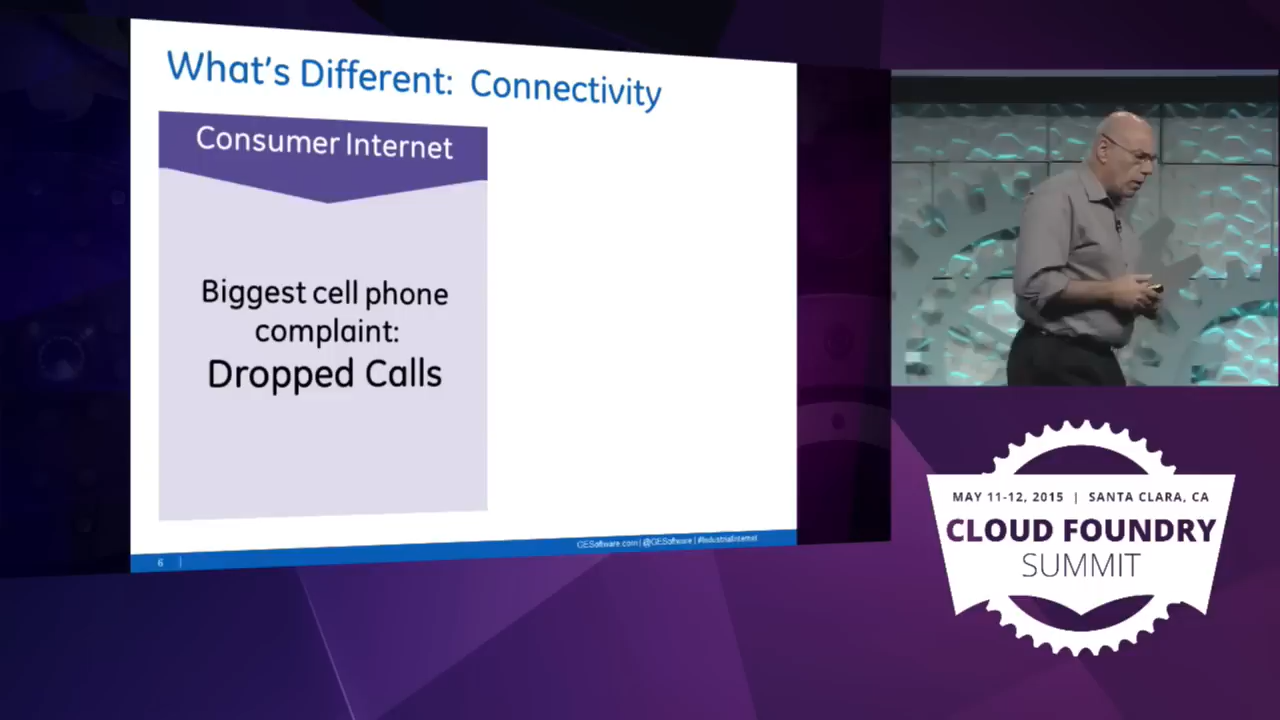 What's Different: Connectivity
Consumer Internet
Biggest cell phone
complaint:
Dropped Calls
6
GESoftware.com | @GESoftware | #IndustrialInternet
MAY 11-12, 2015 | SANTA CLARA, CA
CLOUD FOUNDRY
SUMMIT